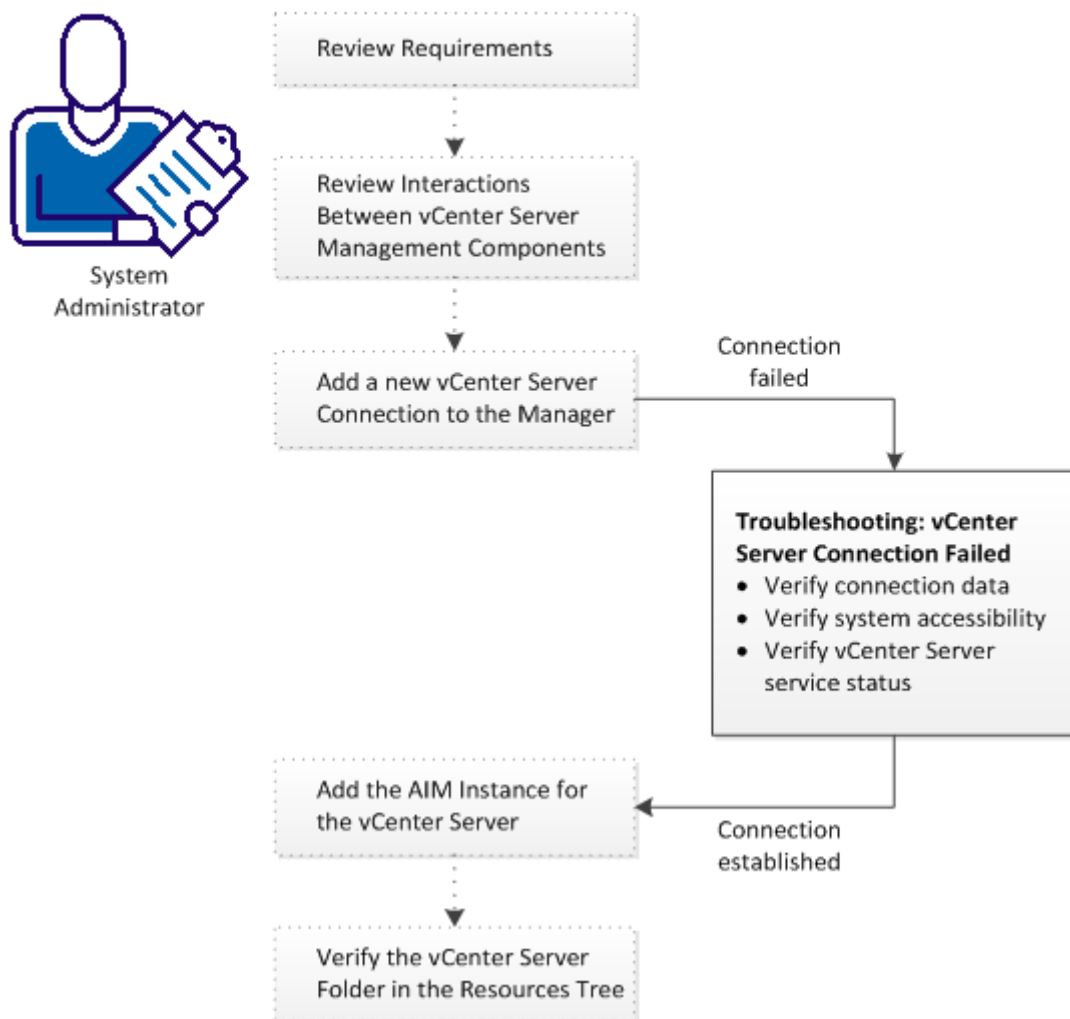 Review Requirements
Review Interactions
Between vCenter Server
Management Components
System
Administrator
Add a new vCenter Server
Connection to the Manager
Connection
failed
Troubleshooting: vCenter
Server Connection Failed
• Verify connection data
• Verify system accessibility
• Verify vCenter Server
service status
Add the AIM Instance for
the vCenter Server
Connection
established
Verify the vCenter Server
Folder in the Resources Tree